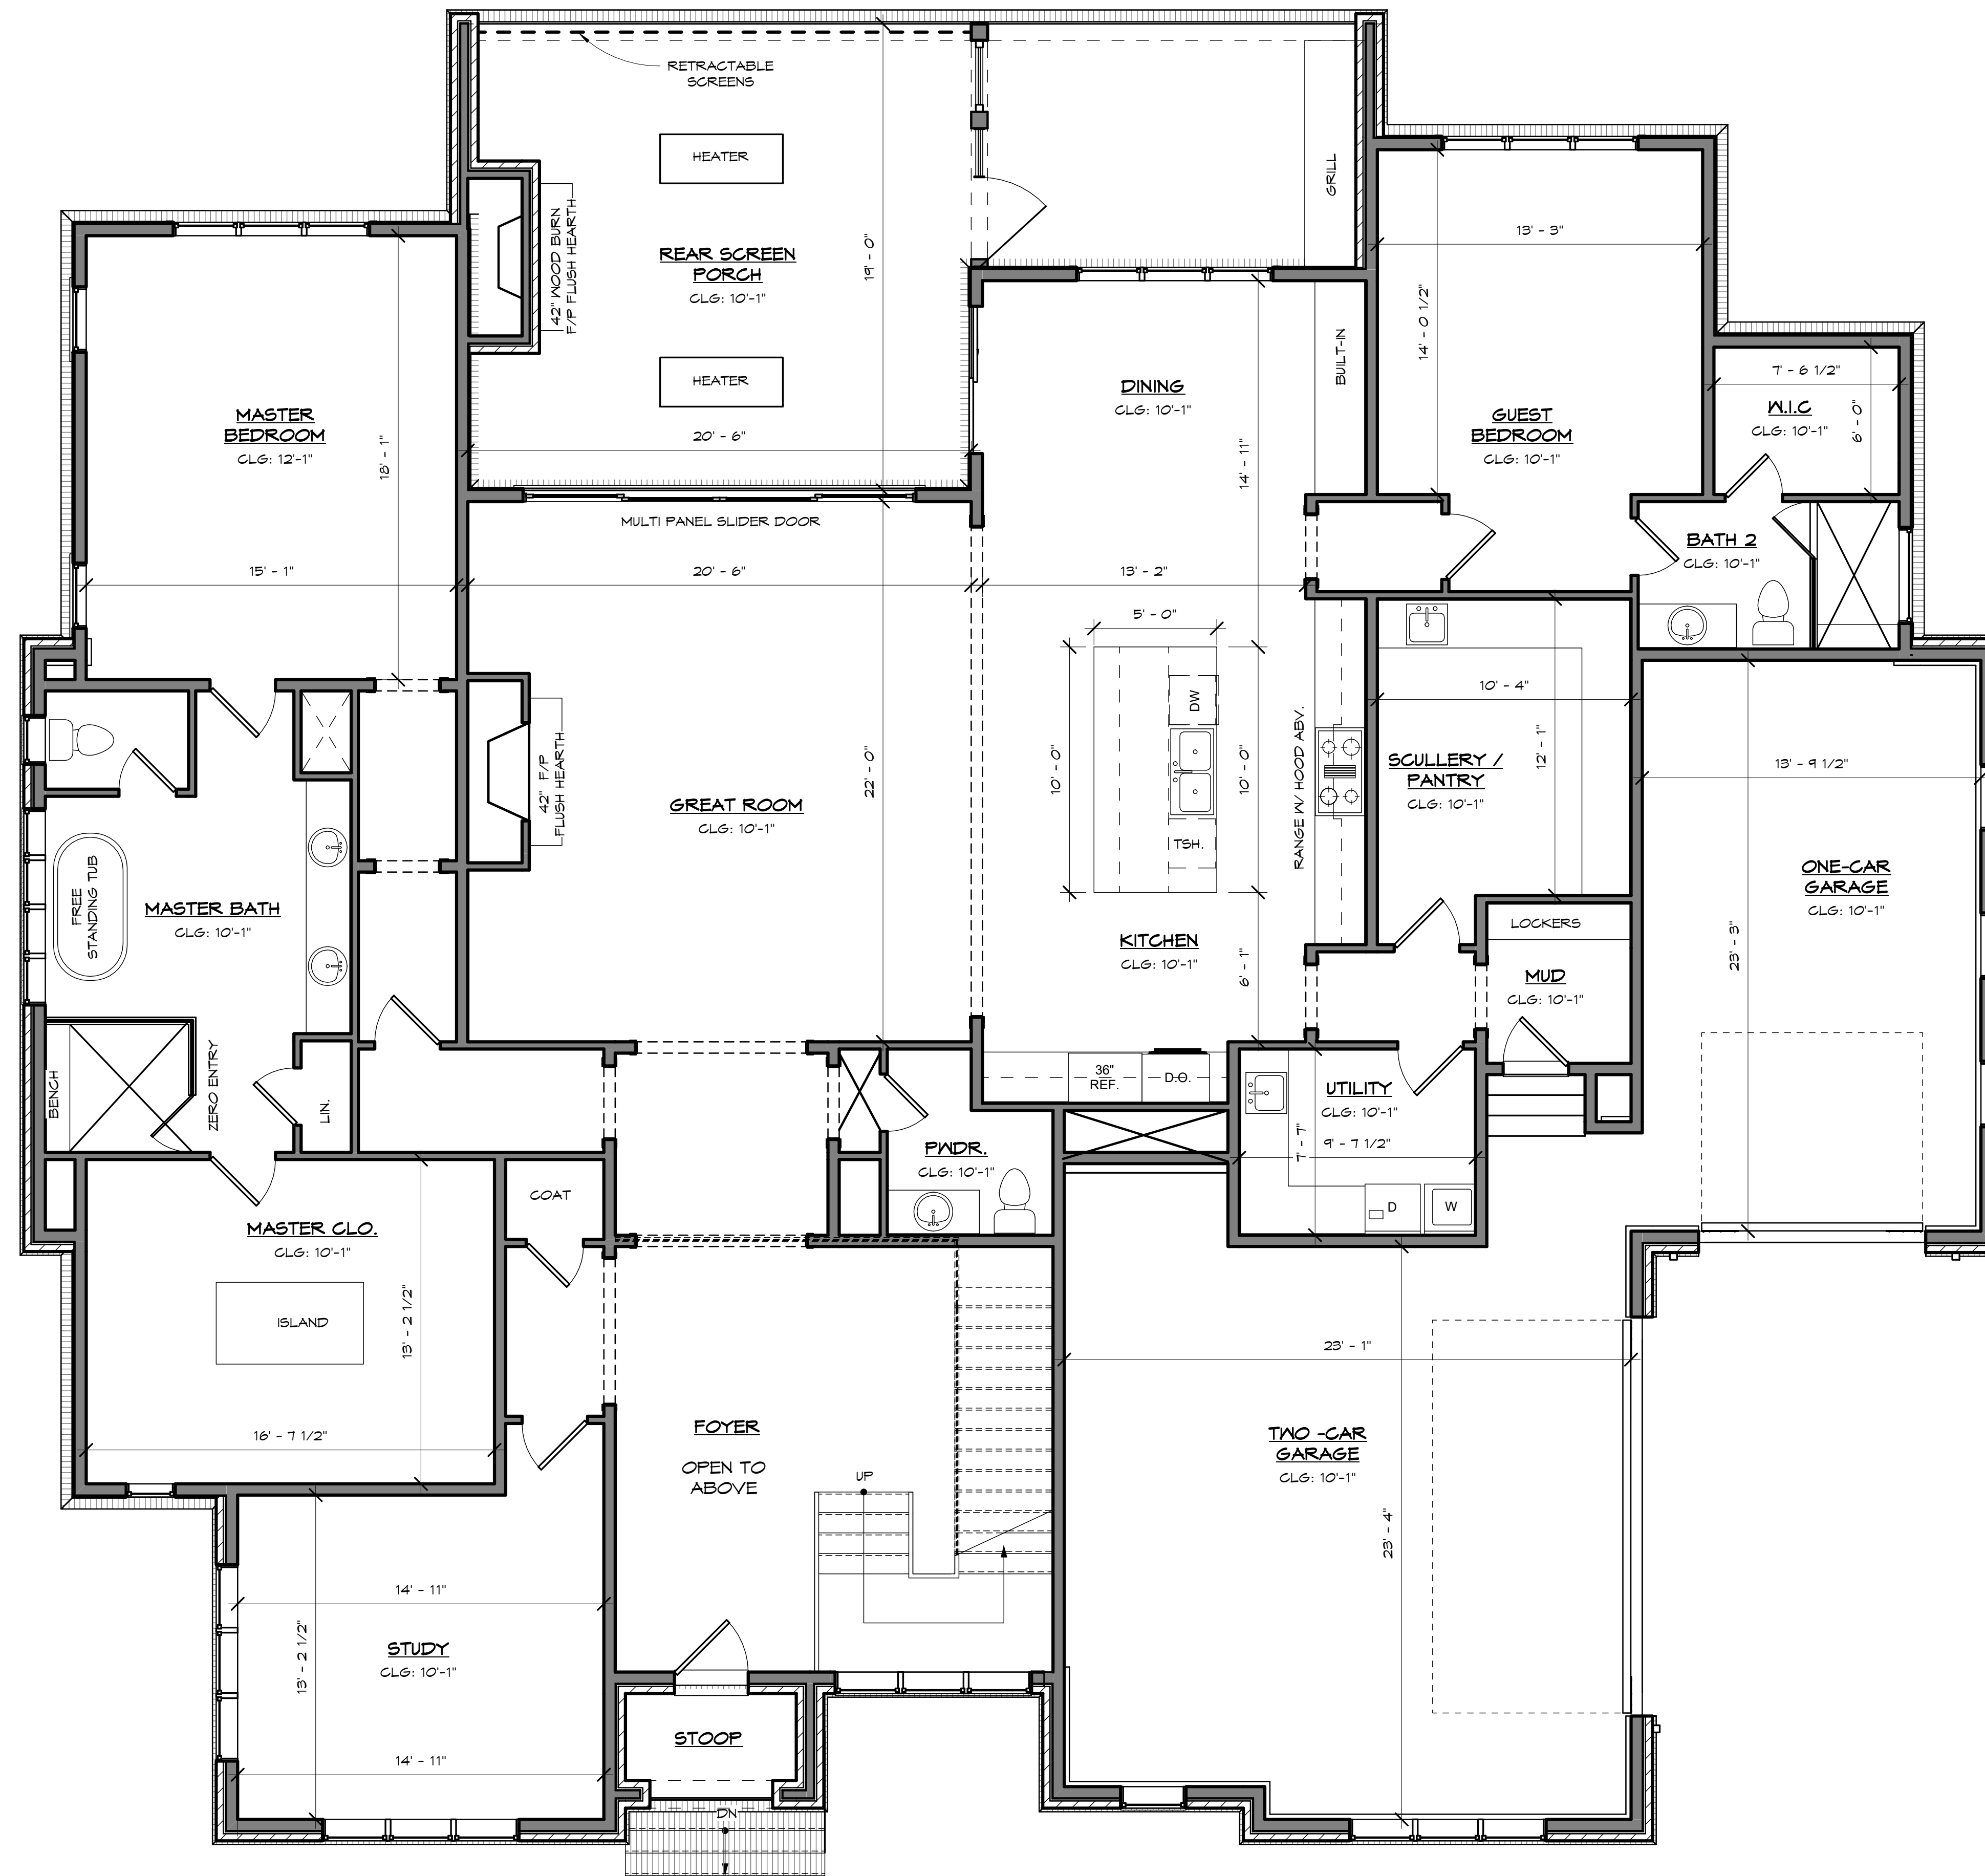 RETRACTABLE
SCREENS
HEATER
42" WOOD BURN
F/P FLUSH HEARTH
REAR SCREEN
PORCH
CLG: 10'-1"
19' - 0"
GRILL
HEATER
20' - 6"
MULTI PANEL SLIDER DOOR
MASTER
BEDROOM
CLG: 12'-1"
18' - 1"
15' - 1"
DINING
CLG: 10'-1"
BUILT-IN
14' - 11"
13' - 3"
14' - 0 1/2"
GUEST
BEDROOM
CLG: 10'-1"
7' - 6 1/2"
W.I.C
CLG: 10'-1"
6' - 0"
BATH 2
CLG: 10'-1"
20' - 6"
13' - 2"
5' - 0"
10' - 0"
DW
TSH.
10' - 0"
RANGE W/ HOOD ABV.
42" F/P
FLUSH HEARTH
GREAT ROOM
CLG: 10'-1"
22' - 0"
KITCHEN
CLG: 10'-1"
6' - 1"
36"
REF.
D.O.
10' - 4"
SCULLERY /
PANTRY
CLG: 10'-1"
12' - 1"
LOCKERS
MUD
CLG: 10'-1"
13' - 9 1/2"
ONE-CAR
GARAGE
CLG: 10'-1"
23' - 3"
FREE
STANDING TUB
MASTER BATH
CLG: 10'-1"
BENCH
ZERO ENTRY
LIN.
UTILITY
CLG: 10'-1"
7' - 7"
9' - 7 1/2"
D
W
PWDR.
CLG: 10'-1"
COAT
MASTER CLO.
CLG: 10'-1"
ISLAND
13' - 2 1/2"
16' - 7 1/2"
FOYER
OPEN TO
ABOVE
UP
23' - 1"
TWO -CAR
GARAGE
CLG: 10'-1"
23' - 4"
14' - 11"
STUDY
CLG: 10'-1"
13' - 2 1/2"
14' - 11"
STOOP
DN